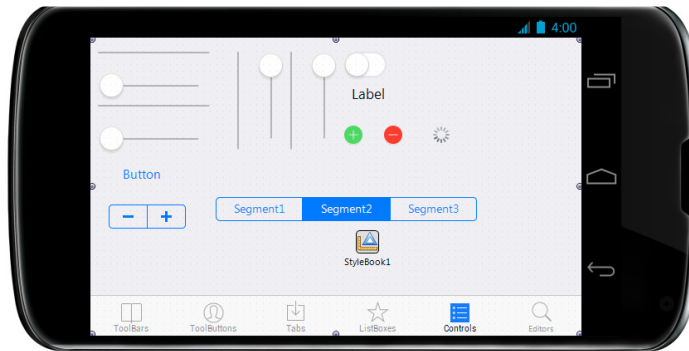 4:00
Label
Button
Segment1 Segment2 Segment3
StyleBook1
ToolBars ToolButtons Tabs ListBoxes Controls Editors